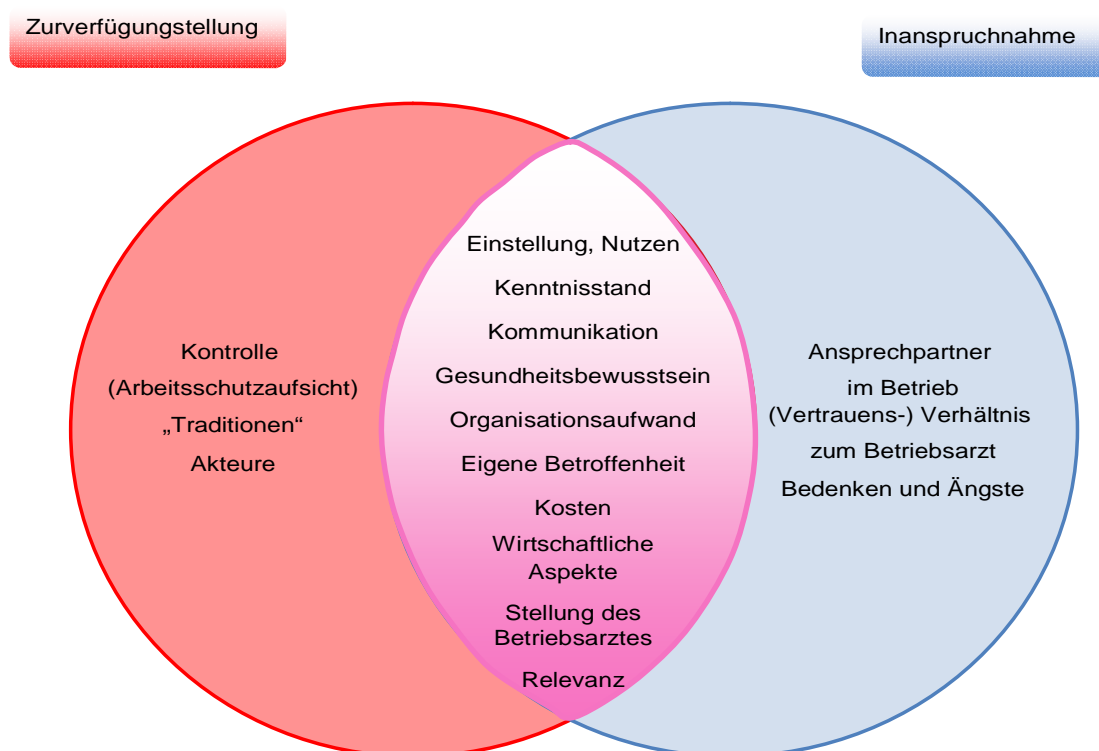 Zurverfügungstellung
Inanspruchnahme
Kontrolle
(Arbeitsschutzaufsicht)
„Traditionen“
Akteure
Einstellung, Nutzen
Kenntnisstand
Kommunikation
Gesundheitsbewusstsein
Organisationsaufwand
Eigene Betroffenheit
Kosten
Wirtschaftliche
Aspekte
Stellung des
Betriebsarztes
Relevanz
Ansprechpartner
im Betrieb
(Vertrauens-) Verhältnis
zum Betriebsarzt
Bedenken und Ängste